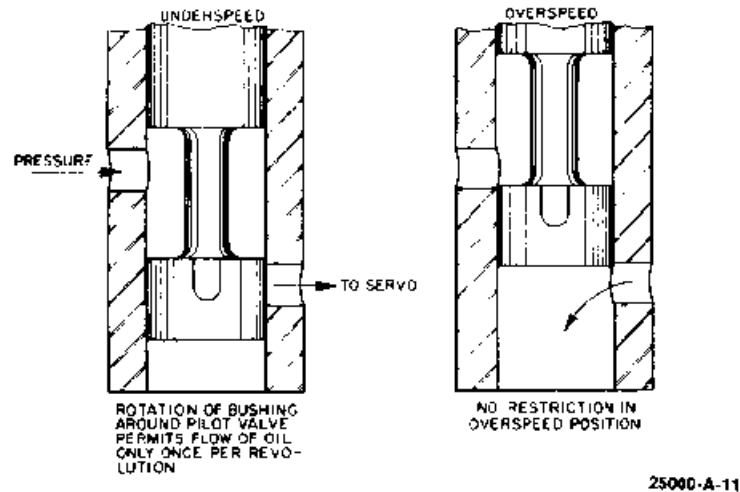 UNDERSPEED
OVERSPEED
PRESSURE
TO SERVO
ROTATION OF BUSHING
AROUND PILOT VALVE
PERMITS FLOW OF OIL
ONLY ONCE PER REVO-
LUTION
NO RESTRICTION IN
OVERSPEED POSITION
25000-A-11